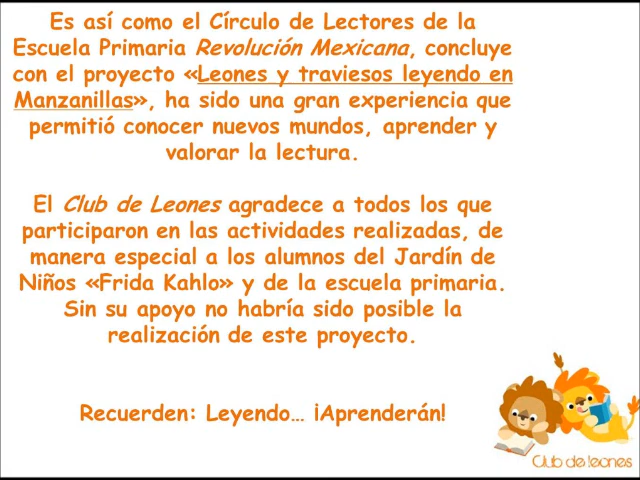 Es así como el Círculo de Lectores de la
Escuela Primaria Revolución Mexicana, concluye
con el proyecto «Leones y traviesos leyendo en
Manzanillas», ha sido una gran experiencia que
permitió conocer nuevos mundos, aprender y
valorar la lectura.
El Club de Leones agradece a todos los que
participaron en las actividades realizadas, de
manera especial a los alumnos del Jardín de
Niños «Frida Kahlo» y de la escuela primaria.
Sin su apoyo no habría sido posible la
realización de este proyecto.
Recuerden: Leyendo… ¡Aprenderán!
Club de leones